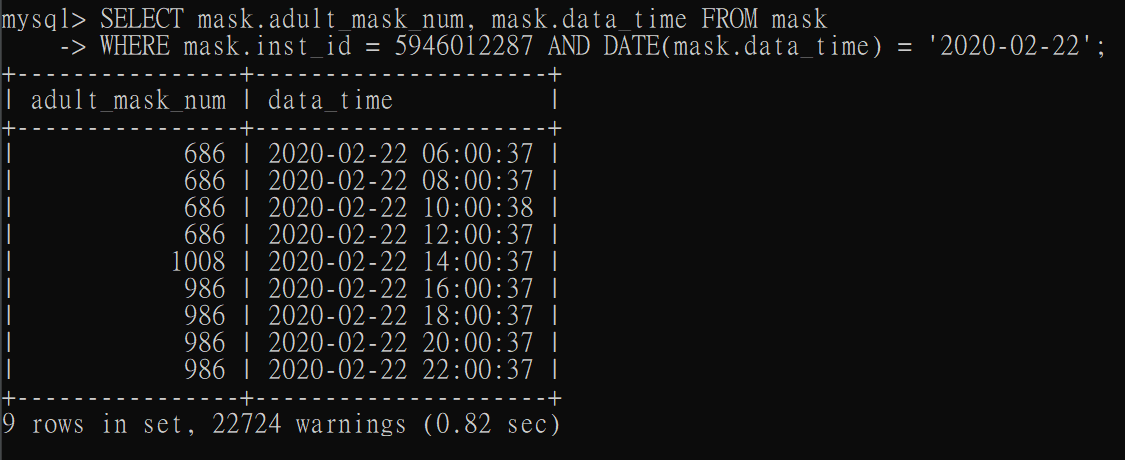 mysql> SELECT mask.adult_mask_num, mask.data_time FROM mask
    -> WHERE mask.inst_id = 5946012287 AND DATE(mask.data_time) = '2020-02-22';
+----------------+---------------------+
| adult_mask_num | data_time           |
+----------------+---------------------+
|            686 | 2020-02-22 06:00:37 |
|            686 | 2020-02-22 08:00:37 |
|            686 | 2020-02-22 10:00:38 |
|            686 | 2020-02-22 12:00:37 |
|           1008 | 2020-02-22 14:00:37 |
|            986 | 2020-02-22 16:00:37 |
|            986 | 2020-02-22 18:00:37 |
|            986 | 2020-02-22 20:00:37 |
|            986 | 2020-02-22 22:00:37 |
+----------------+---------------------+
9 rows in set, 22724 warnings (0.82 sec)